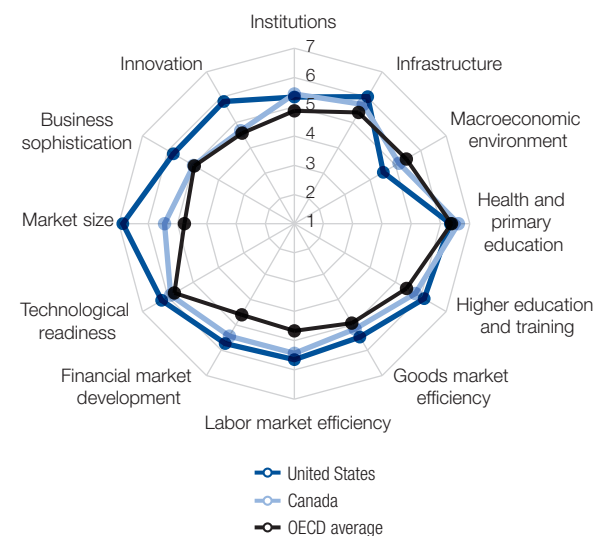 Institutions
7
6
5
4
3
2
1
Infrastructure
Macroeconomic
environment
Health and
primary
education
Higher education
and training
Goods market
efficiency
Labor market efficiency
Financial market
development
Technological
readiness
Market size
Business
sophistication
Innovation
United States
Canada
OECD average